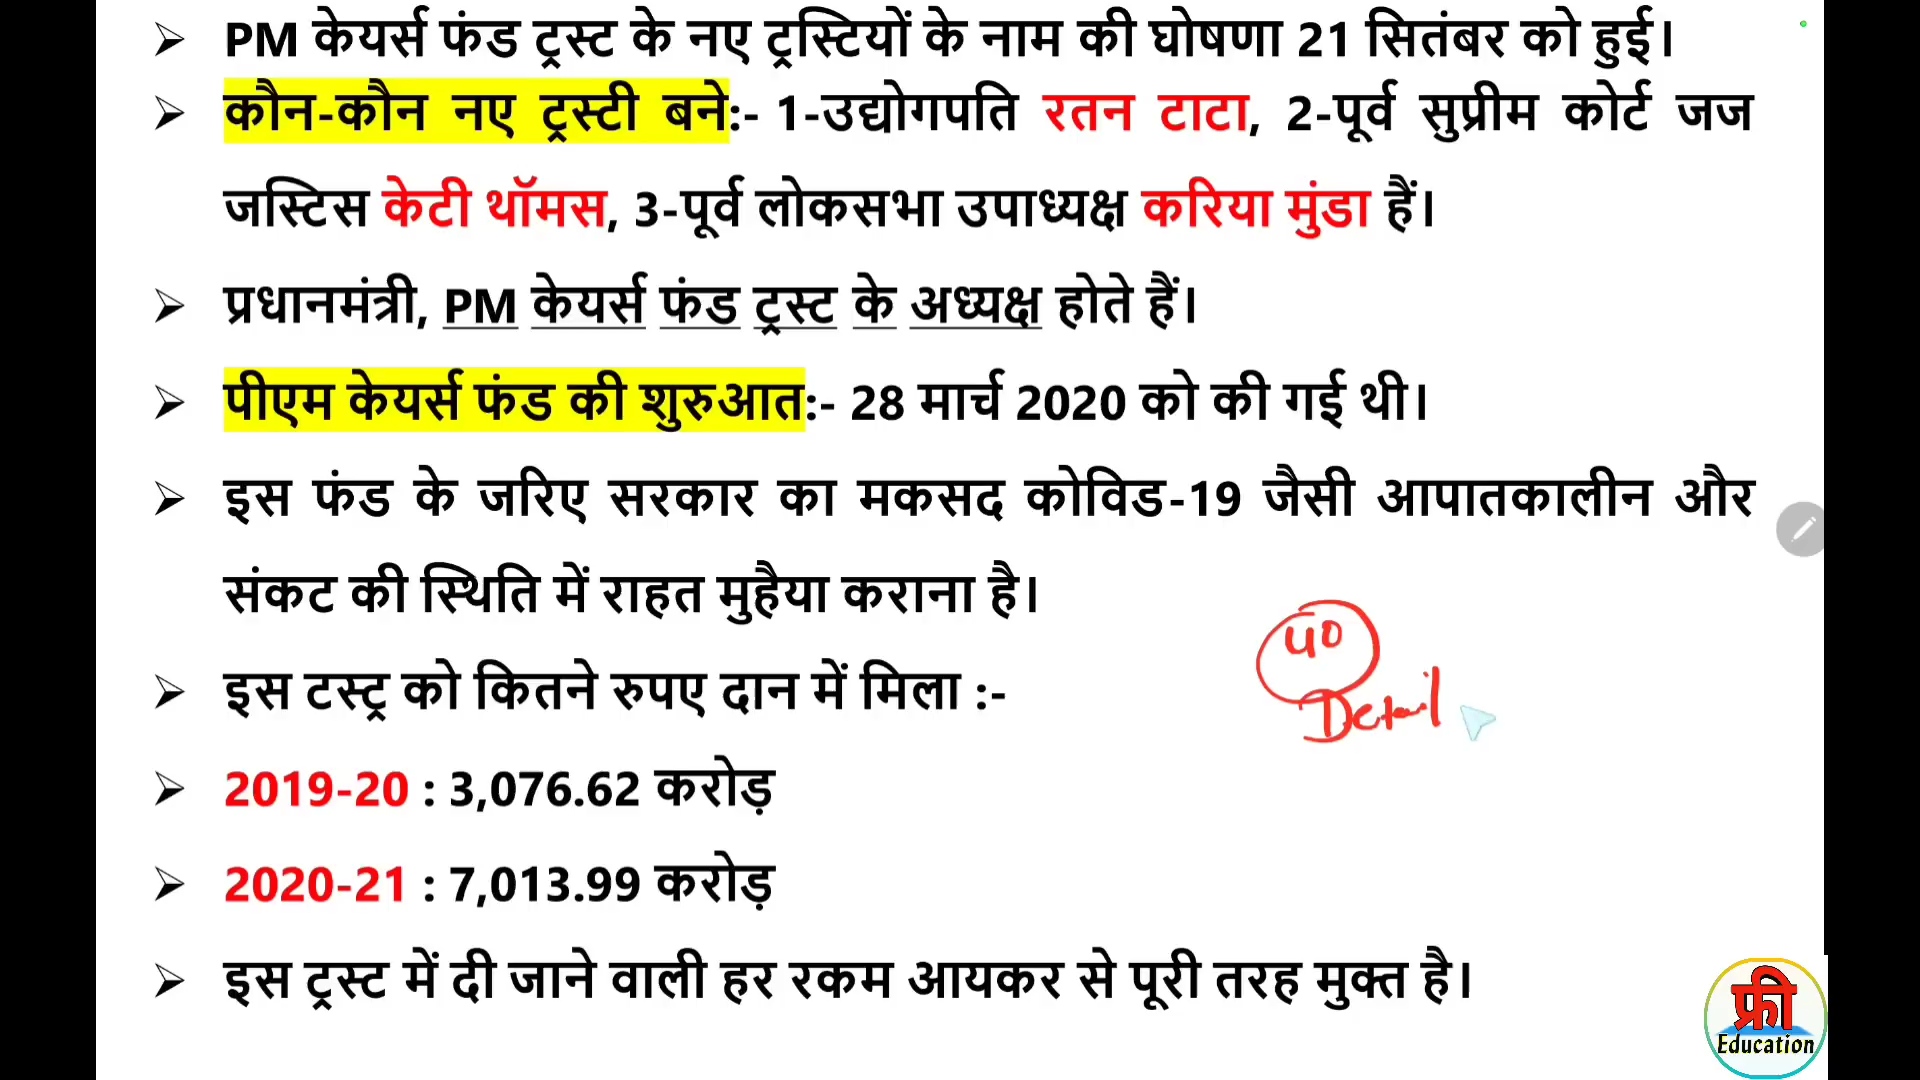 ➢ PM केयर्स फंड ट्रस्ट के नए ट्रस्टियों के नाम की घोषणा 21 सितंबर को हुई।
➢ कौन-कौन नए ट्रस्टी बने:- 1-उद्योगपति रतन टाटा, 2-पूर्व सुप्रीम कोर्ट जज
जस्टिस केटी थॉमस, 3-पूर्व लोकसभा उपाध्यक्ष करिया मुंडा हैं।
➢ प्रधानमंत्री, PM केयर्स फंड ट्रस्ट के अध्यक्ष होते हैं।
➢ पीएम केयर्स फंड की शुरुआत:- 28 मार्च 2020 को की गई थी।
➢ इस फंड के जरिए सरकार का मकसद कोविड-19 जैसी आपातकालीन और
संकट की स्थिति में राहत मुहैया कराना है।
40
Detail
➢ इस टस्ट्र को कितने रुपए दान में मिला :-
➢ 2019-20 : 3,076.62 करोड़
➢ 2020-21 : 7,013.99 करोड़
➢ इस ट्रस्ट में दी जाने वाली हर रकम आयकर से पूरी तरह मुक्त है।
फ्री
Education